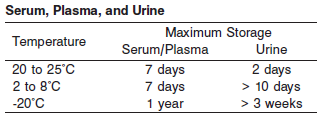 Serum, Plasma, and Urine
Maximum Storage
Temperature Serum/Plasma Urine
20 to 25˚C 7 days 2 days
2 to 8˚C 7 days > 10 days
-20˚C 1 year > 3 weeks